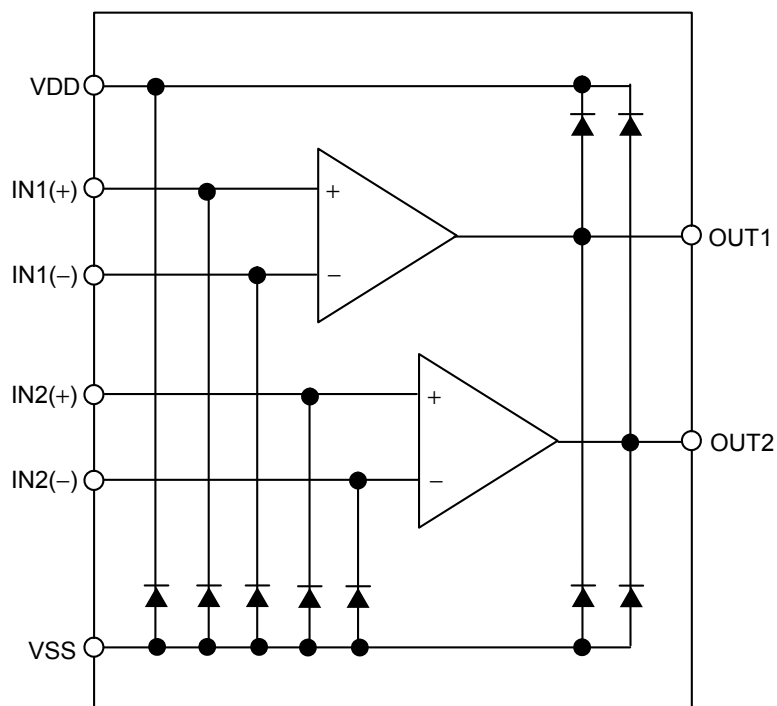 VDD
IN1(+)
+
OUT1
IN1(−)
−
IN2(+)
+
OUT2
IN2(−)
−
VSS